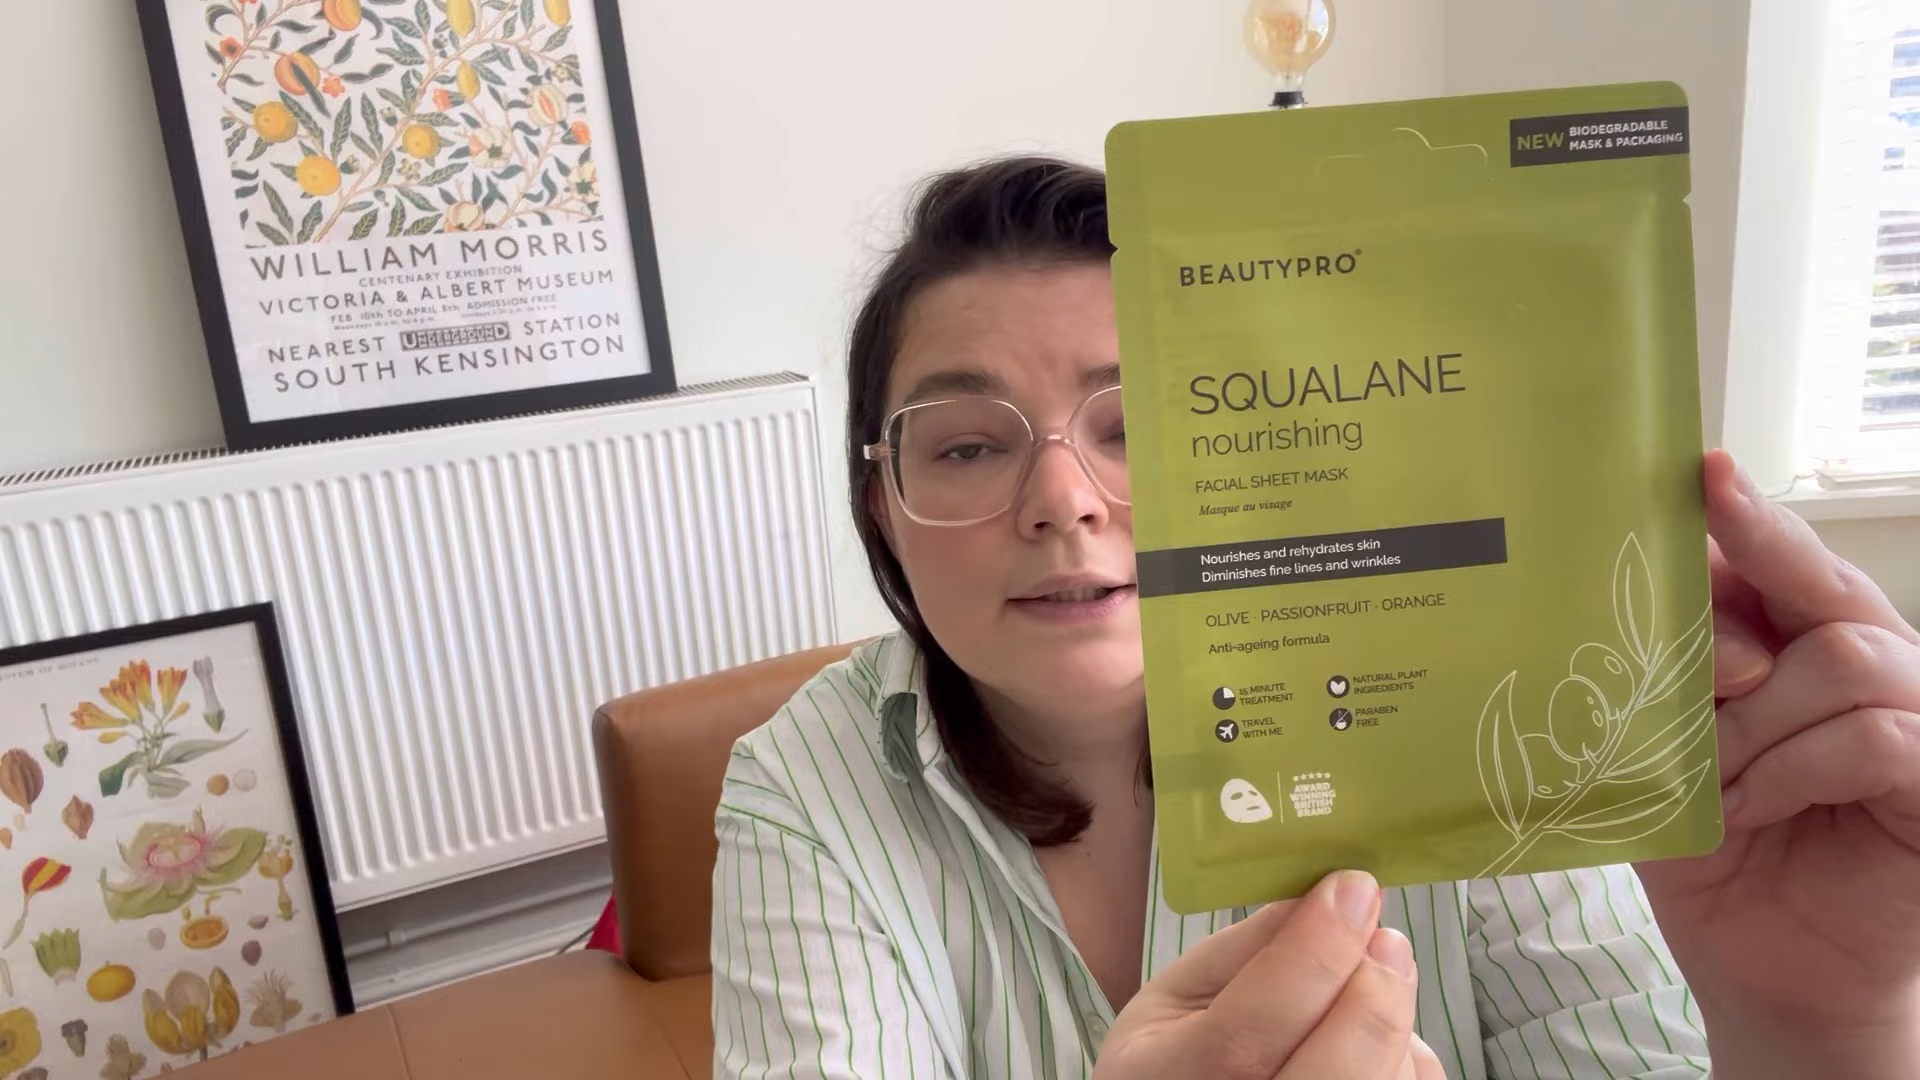 WILLIAM MORRIS
CENTENARY EXHIBITION
VICTORIA & ALBERT MUSEUM
FEB 10th TO APRIL 8th ADMISSION FREE
NEAREST UNDERGROUND STATION
SOUTH KENSINGTON
NEW BIODEGRADABLE
MASK & PACKAGING
BEAUTYPRO®
SQUALANE
nourishing
FACIAL SHEET MASK
Masque au visage
Nourishes and rehydrates skin
Diminishes fine lines and wrinkles
OLIVE · PASSIONFRUIT · ORANGE
Anti-ageing formula
15 MINUTE
TREATMENT
NATURAL PLANT
INGREDIENTS
TRAVEL
WITH ME
PARABEN
FREE
AWARD
WINNING
BRITISH
BRAND